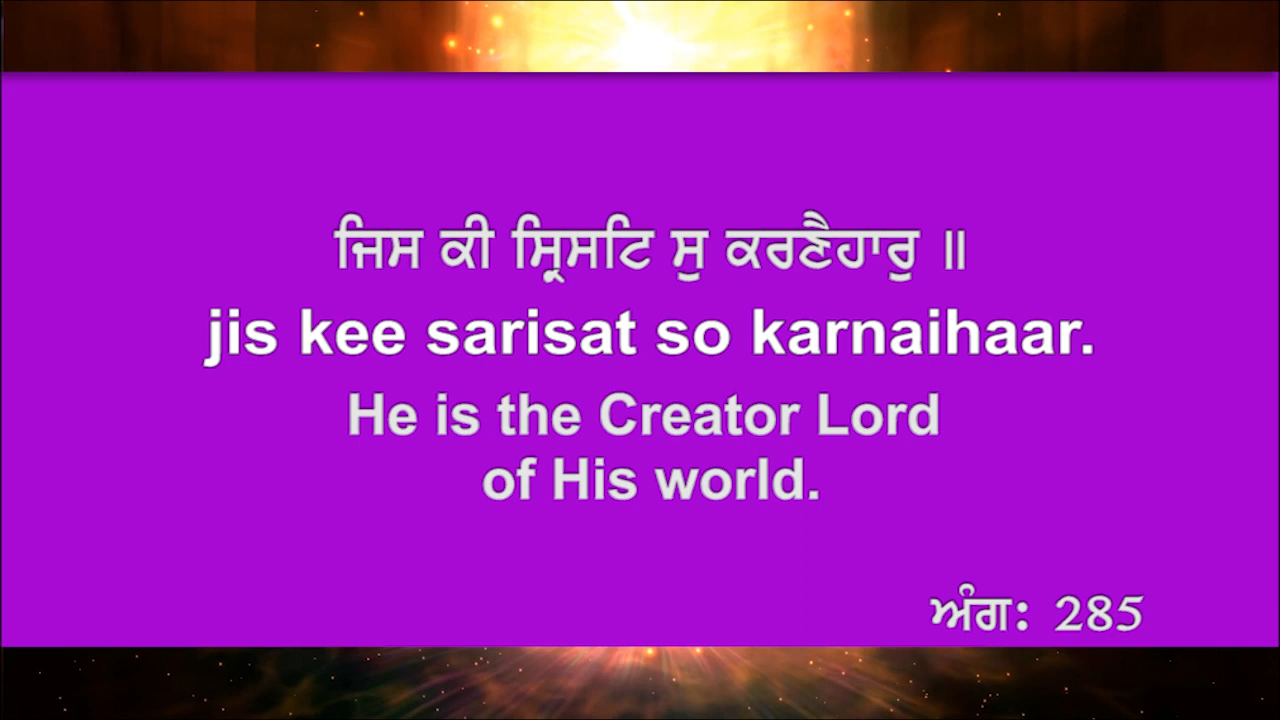 ਜਿਸ ਕੀ ਸ੍ਰਿਸਟਿ ਸੁ ਕਰਣੈਹਾਰੁ ॥
jis kee sarisat so karnaihaar.
He is the Creator Lord
of His world.
ਅੰਗ: 285